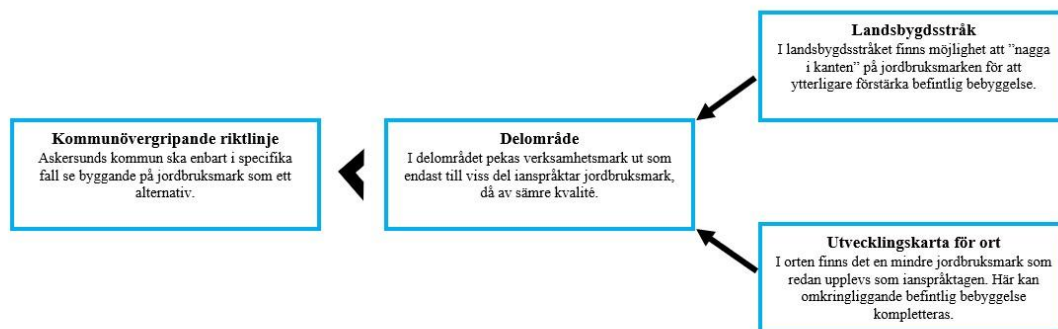 Landsbygdsstråk
I landsbygdsstråket finns möjlighet att ”nagga
i kanten” på jordbruksmarken för att
ytterligare förstärka befintlig bebyggelse.
Kommunövergripande riktlinje
Askersunds kommun ska enbart i specifika
fall se byggande på jordbruksmark som ett
alternativ.
Delområde
I delområdet pekas verksamhetsmark ut som
endast till viss del ianspråktar jordbruksmark,
då av sämre kvalité.
Utvecklingskarta för ort
I orten finns det en mindre jordbruksmark som
redan upplevs som ianspråktagen. Här kan
omkringliggande befintlig bebyggelse
kompletteras.